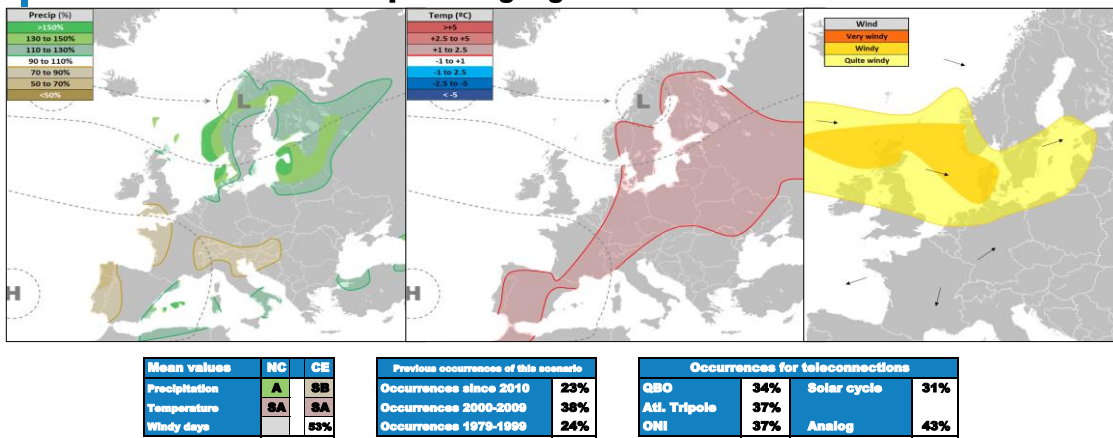 Precip (%)
>150%
130 to 150%
110 to 130%
90 to 110%
70 to 90%
50 to 70%
<50%
L
H
Temp (ºC)
>+5
+2.5 to +5
+1 to 2.5
-1 to +1
-1 to 2.5
-2.5 to -5
< -5
L
H
Wind
Very windy
Windy
Quite windy
Mean values NC CE
Precipitation A SB
Temperature SA SA
Windy days 53%
Previous occurrences of this scenario
Occurrences since 2010 23%
Occurrences 2000-2009 38%
Occurrences 1979-1999 24%
Occurrences for teleconnections
QBO 34% Solar cycle 31%
Atl. Tripole 37%
ONI 37% Analog 43%